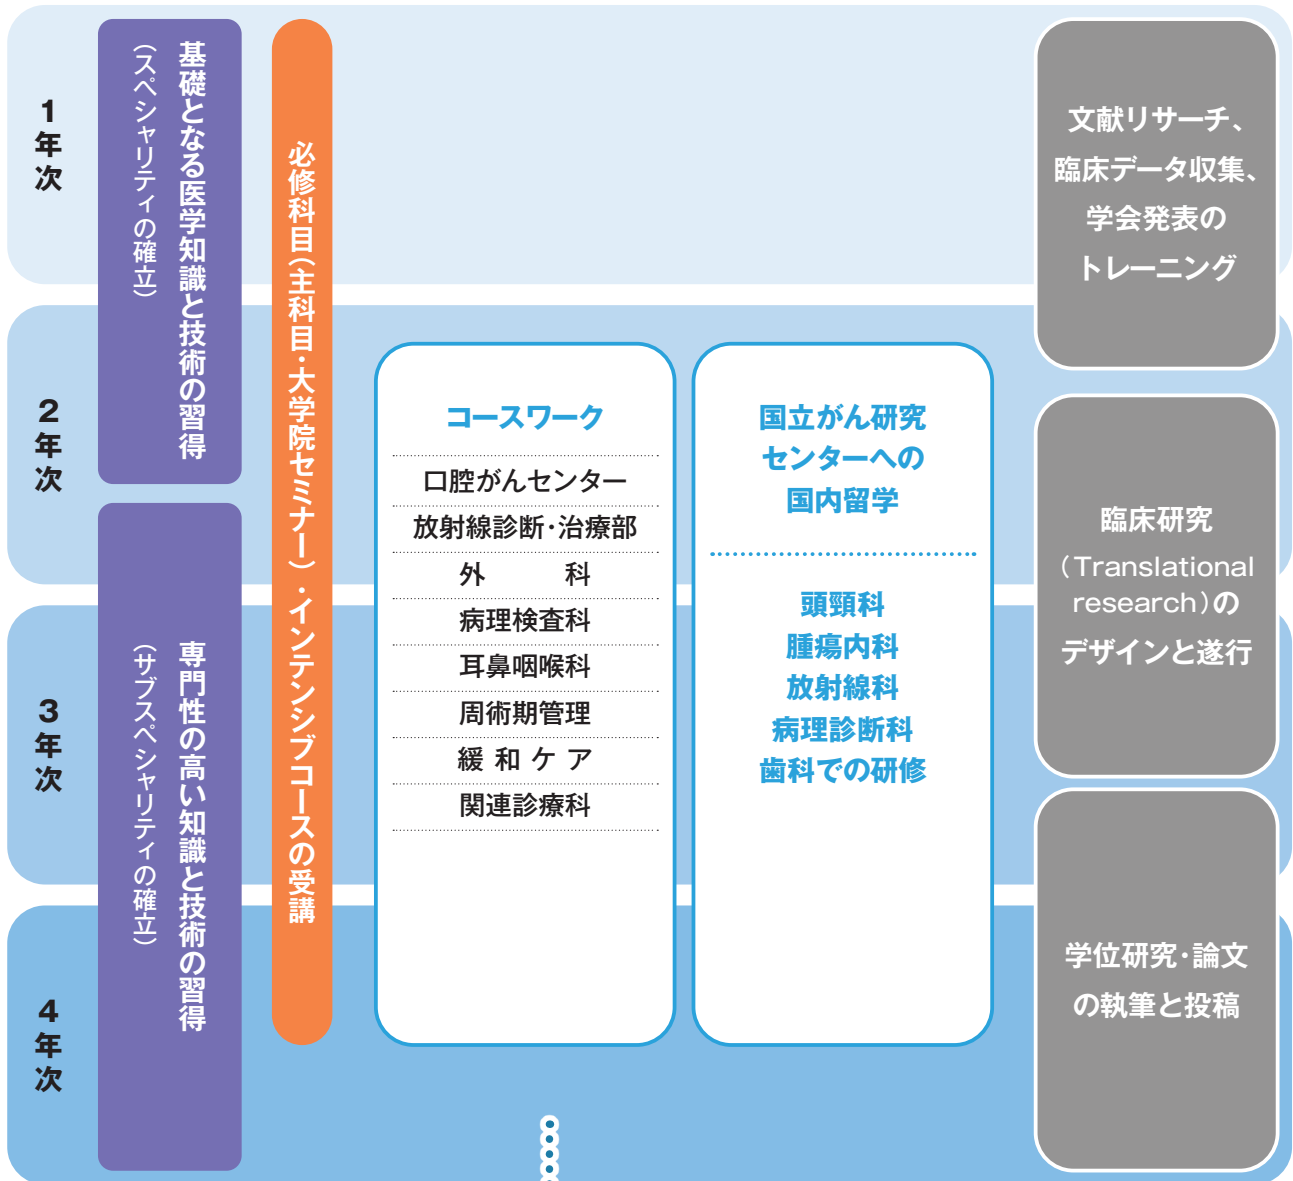 1年次
2年次
3年次
4年次
基礎となる医学知識と技術の習得
（スペシャリティの確立）
専門性の高い知識と技術の習得
（サブスペシャリティの確立）
必修科目（主科目・大学院セミナー）・インテンシブコースの受講
コースワーク
口腔がんセンター
放射線診断・治療部
外　　　科
病理検査科
耳鼻咽喉科
周術期管理
緩 和 ケ ア
関連診療科
国立がん研究
センターへの
国内留学
頭頸科
腫瘍内科
放射線科
病理診断科
歯科での研修
文献リサーチ、
臨床データ収集、
学会発表の
トレーニング
臨床研究
（Translational
research）の
デザインと遂行
学位研究・論文
の執筆と投稿